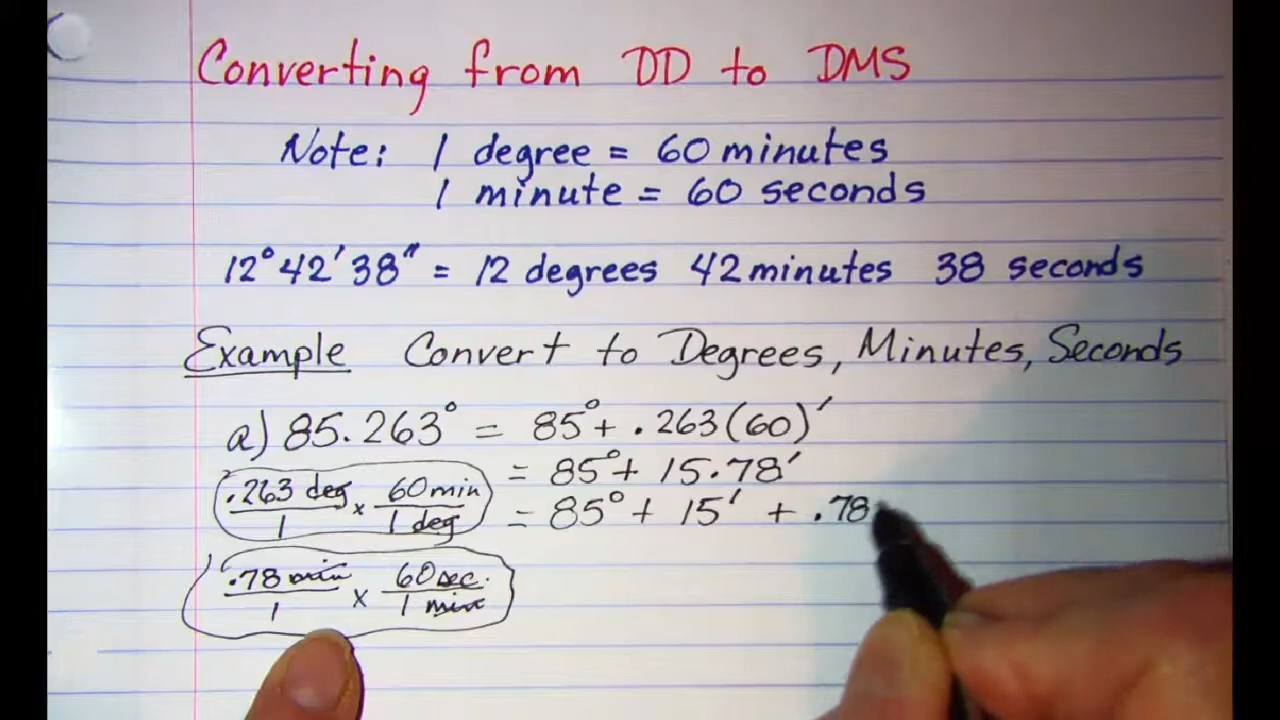 Converting from DD to DMS
Note: 1 degree = 60 minutes
1 minute = 60 seconds
12° 42' 38" = 12 degrees 42 minutes 38 seconds
Example Convert to Degrees, Minutes, Seconds
a) 85.263° = 85° + .263(60)'
= 85° + 15.78'
.263 deg / 1 × 60 min / 1 deg
= 85° + 15' + .78
.78 min / 1 × 60 sec. / 1 min